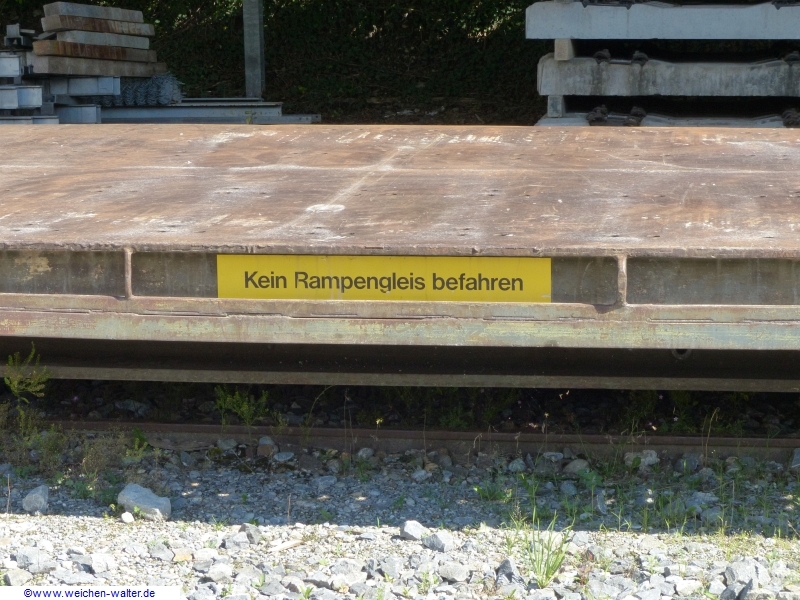 Kein Rampengleis befahren
©www.weichen-walter.de